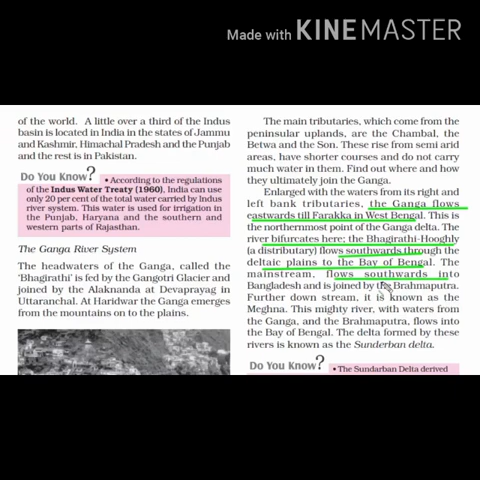 Made with KINEMASTER
of the world. A little over a third of the Indus
basin is located in India in the states of Jammu
and Kashmir, Himachal Pradesh and the Punjab
and the rest is in Pakistan.
Do You Know?
• According to the regulations
of the Indus Water Treaty (1960), India can use
only 20 per cent of the total water carried by Indus
river system. This water is used for irrigation in
the Punjab, Haryana and the southern and
western parts of Rajasthan.
The Ganga River System
The headwaters of the Ganga, called the
'Bhagirathi' is fed by the Gangotri Glacier and
joined by the Alaknanda at Devaprayag in
Uttaranchal. At Haridwar the Ganga emerges
from the mountains on to the plains.
The main tributaries, which come from the
peninsular uplands, are the Chambal, the
Betwa and the Son. These rise from semi arid
areas, have shorter courses and do not carry
much water in them. Find out where and how
they ultimately join the Ganga.
Enlarged with the waters from its right and
left bank tributaries, the Ganga flows
eastwards till Farakka in West Bengal. This is
the northernmost point of the Ganga delta. The
river bifurcates here; the Bhagirathi-Hooghly
(a distributary) flows southwards through the
deltaic plains to the Bay of Bengal. The
mainstream, flows southwards into
Bangladesh and is joined by the Brahmaputra.
Further down stream, it is known as the
Meghna. This mighty river, with waters from
the Ganga, and the Brahmaputra, flows into
the Bay of Bengal. The delta formed by these
rivers is known as the Sunderban delta.
Do You Know?
• The Sundarban Delta derived